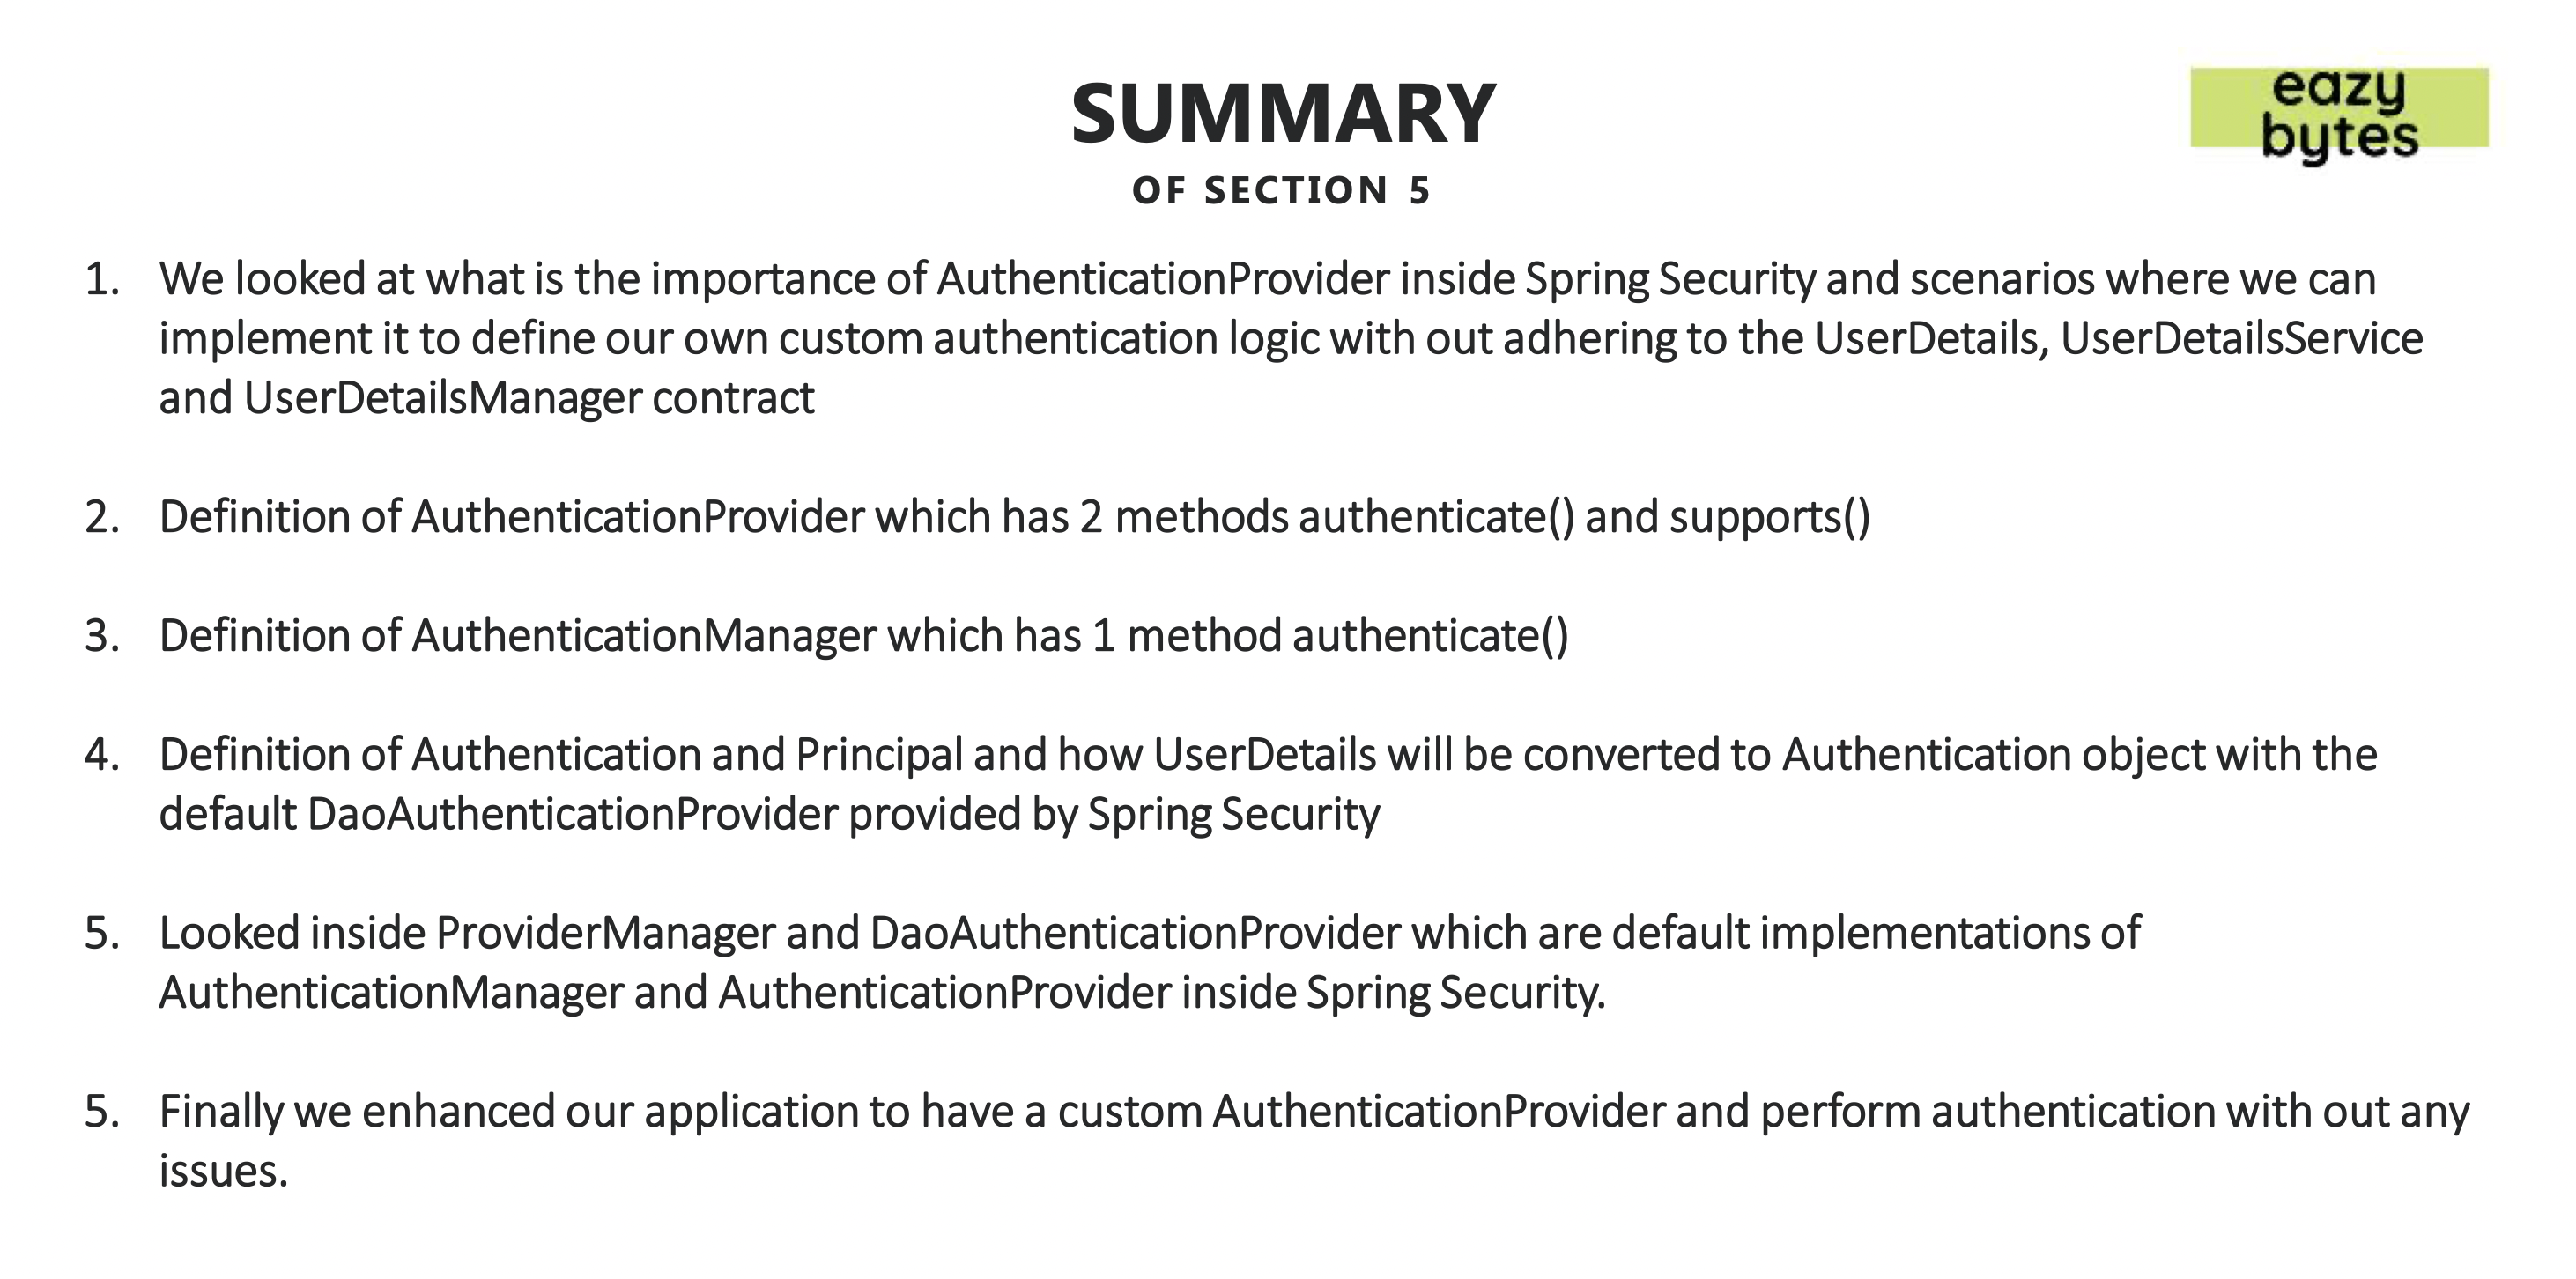 SUMMARY
OF SECTION 5
eazy
bytes
1. We looked at what is the importance of AuthenticationProvider inside Spring Security and scenarios where we can
implement it to define our own custom authentication logic with out adhering to the UserDetails, UserDetailsService
and UserDetailsManager contract
2. Definition of AuthenticationProvider which has 2 methods authenticate() and supports()
3. Definition of AuthenticationManager which has 1 method authenticate()
4. Definition of Authentication and Principal and how UserDetails will be converted to Authentication object with the
default DaoAuthenticationProvider provided by Spring Security
5. Looked inside ProviderManager and DaoAuthenticationProvider which are default implementations of
AuthenticationManager and AuthenticationProvider inside Spring Security.
5. Finally we enhanced our application to have a custom AuthenticationProvider and perform authentication with out any
issues.